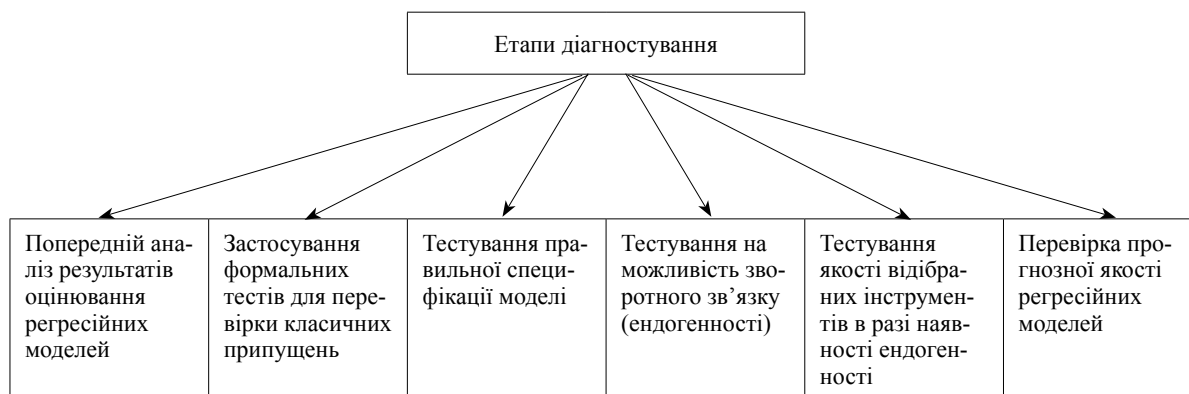 Етапи діагностування
Попередній ана-
ліз результатів
оцінювання
регресійних
моделей
Застосування
формальних
тестів для пере-
вірки класичних
припущень
Тестування пра-
вильної специ-
фікації моделі
Тестування на
можливість зво-
ротного зв’язку
(ендогенності)
Тестування
якості відібра-
них інструмен-
тів в разі наяв-
ності ендоген-
ності
Перевірка про-
гнозної якості
регресійних
моделей